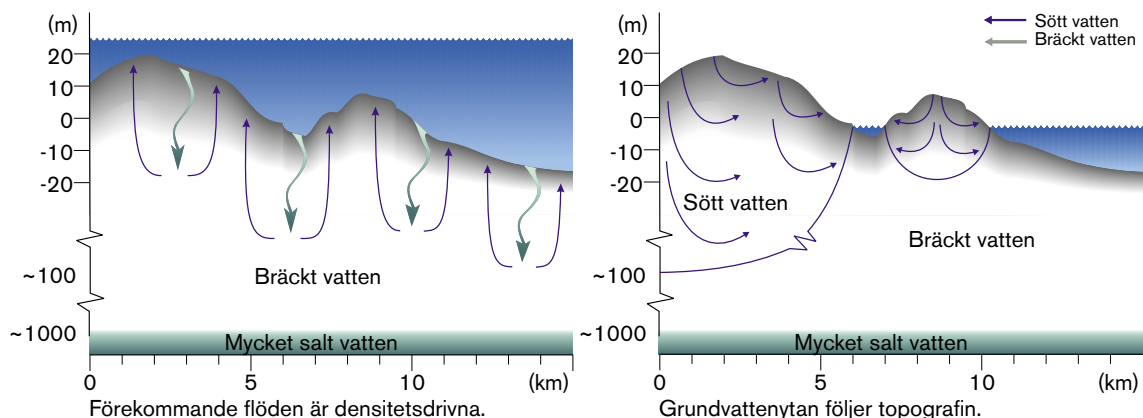 (m)
20
10
0
-10
-20
~100
~1000
Bräckt vatten
Mycket salt vatten
0
5
10
(km)
Förekommande flöden är densitetsdrivna.
(m)
Sött vatten
Bräckt vatten
20
10
0
-10
-20
Sött vatten
Bräckt vatten
~100
~1000
Mycket salt vatten
0
5
10
(km)
Grundvattenytan följer topografin.